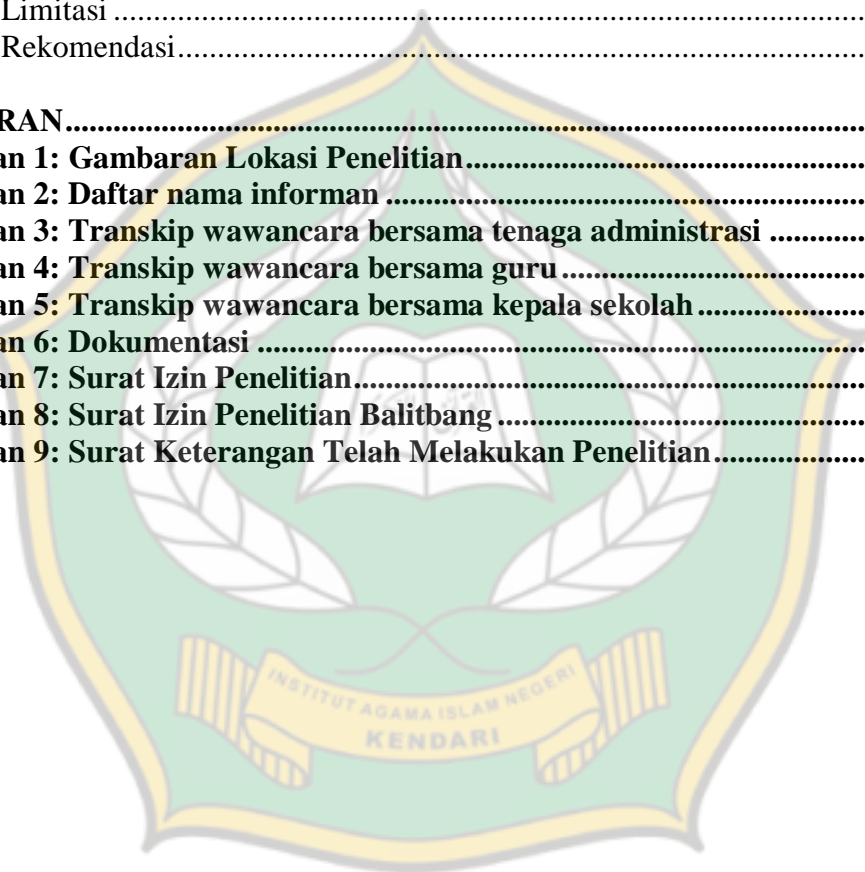 Limitasi ........................................................................................................
Rekomendasi................................................................................................
RAN..............................................................................................................
an 1: Gambaran Lokasi Penelitian..................................................
an 2: Daftar nama informan ............................................................
an 3: Transkip wawancara bersama tenaga administrasi ............
an 4: Transkip wawancara bersama guru......................................
an 5: Transkip wawancara bersama kepala sekolah .....................
an 6: Dokumentasi ............................................................................
an 7: Surat Izin Penelitian................................................................
an 8: Surat Izin Penelitian Balitbang ..............................................
an 9: Surat Keterangan Telah Melakukan Penelitian...................
INSTITUT AGAMA ISLAM NEGERI
KENDARI